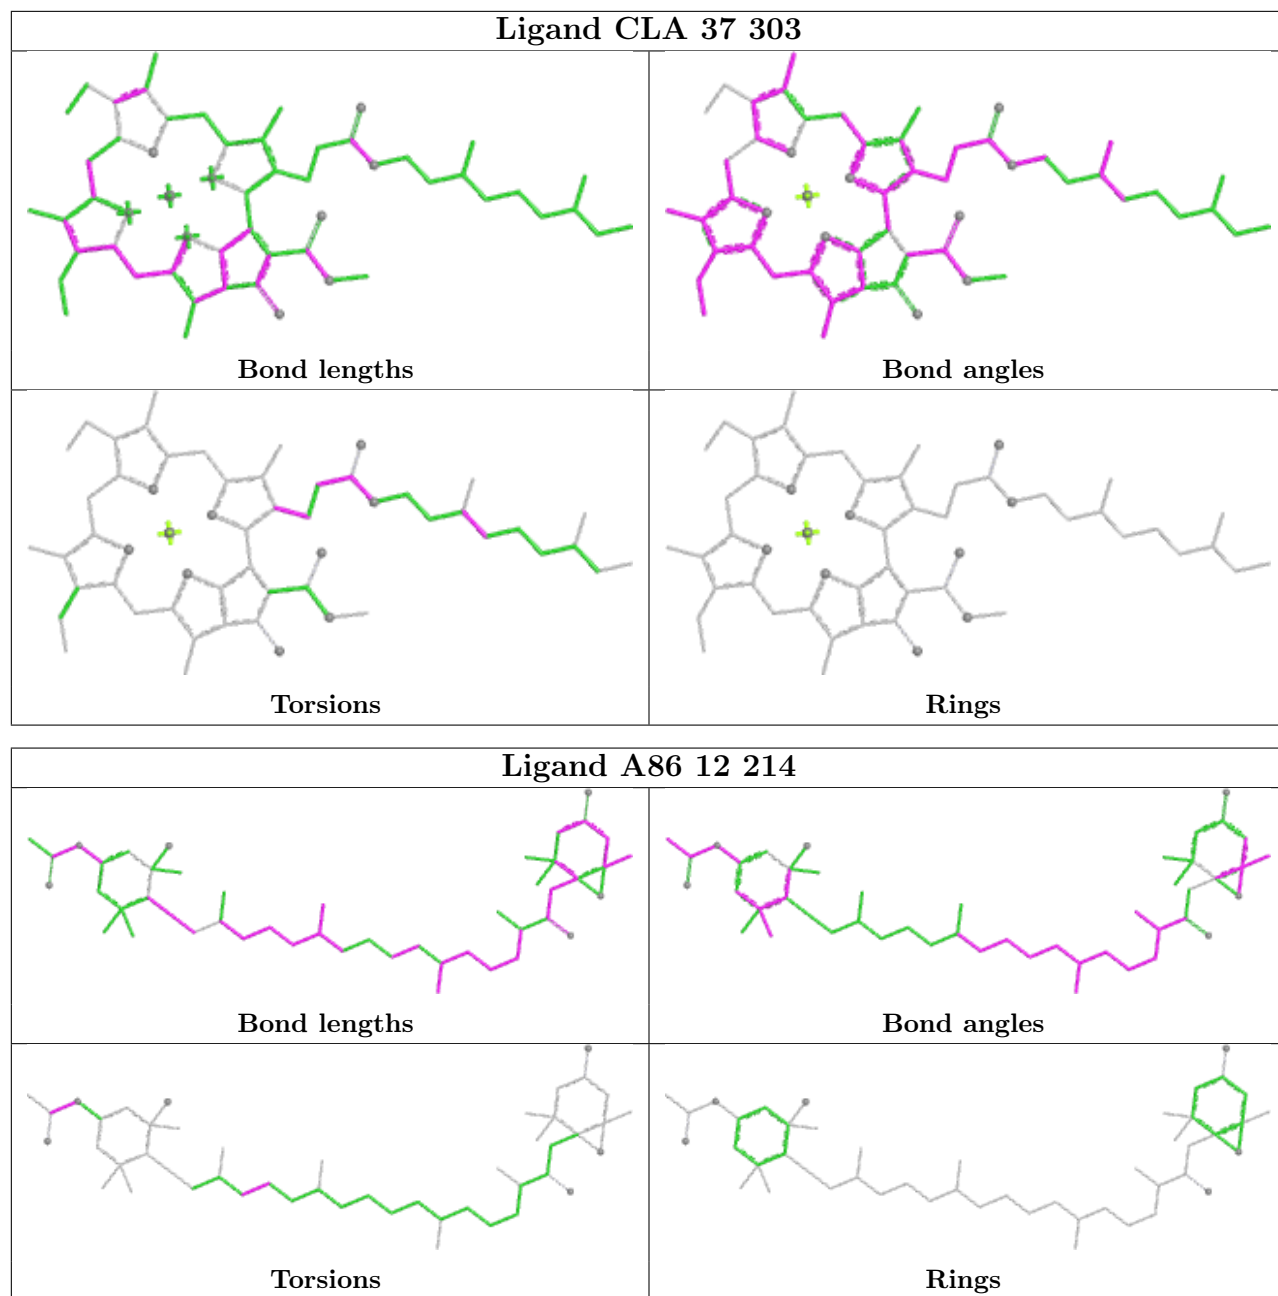 Ligand CLA 37 303
Bond lengths
Bond angles
Torsions
Rings
Ligand A86 12 214
Bond lengths
Bond angles
Torsions
Rings